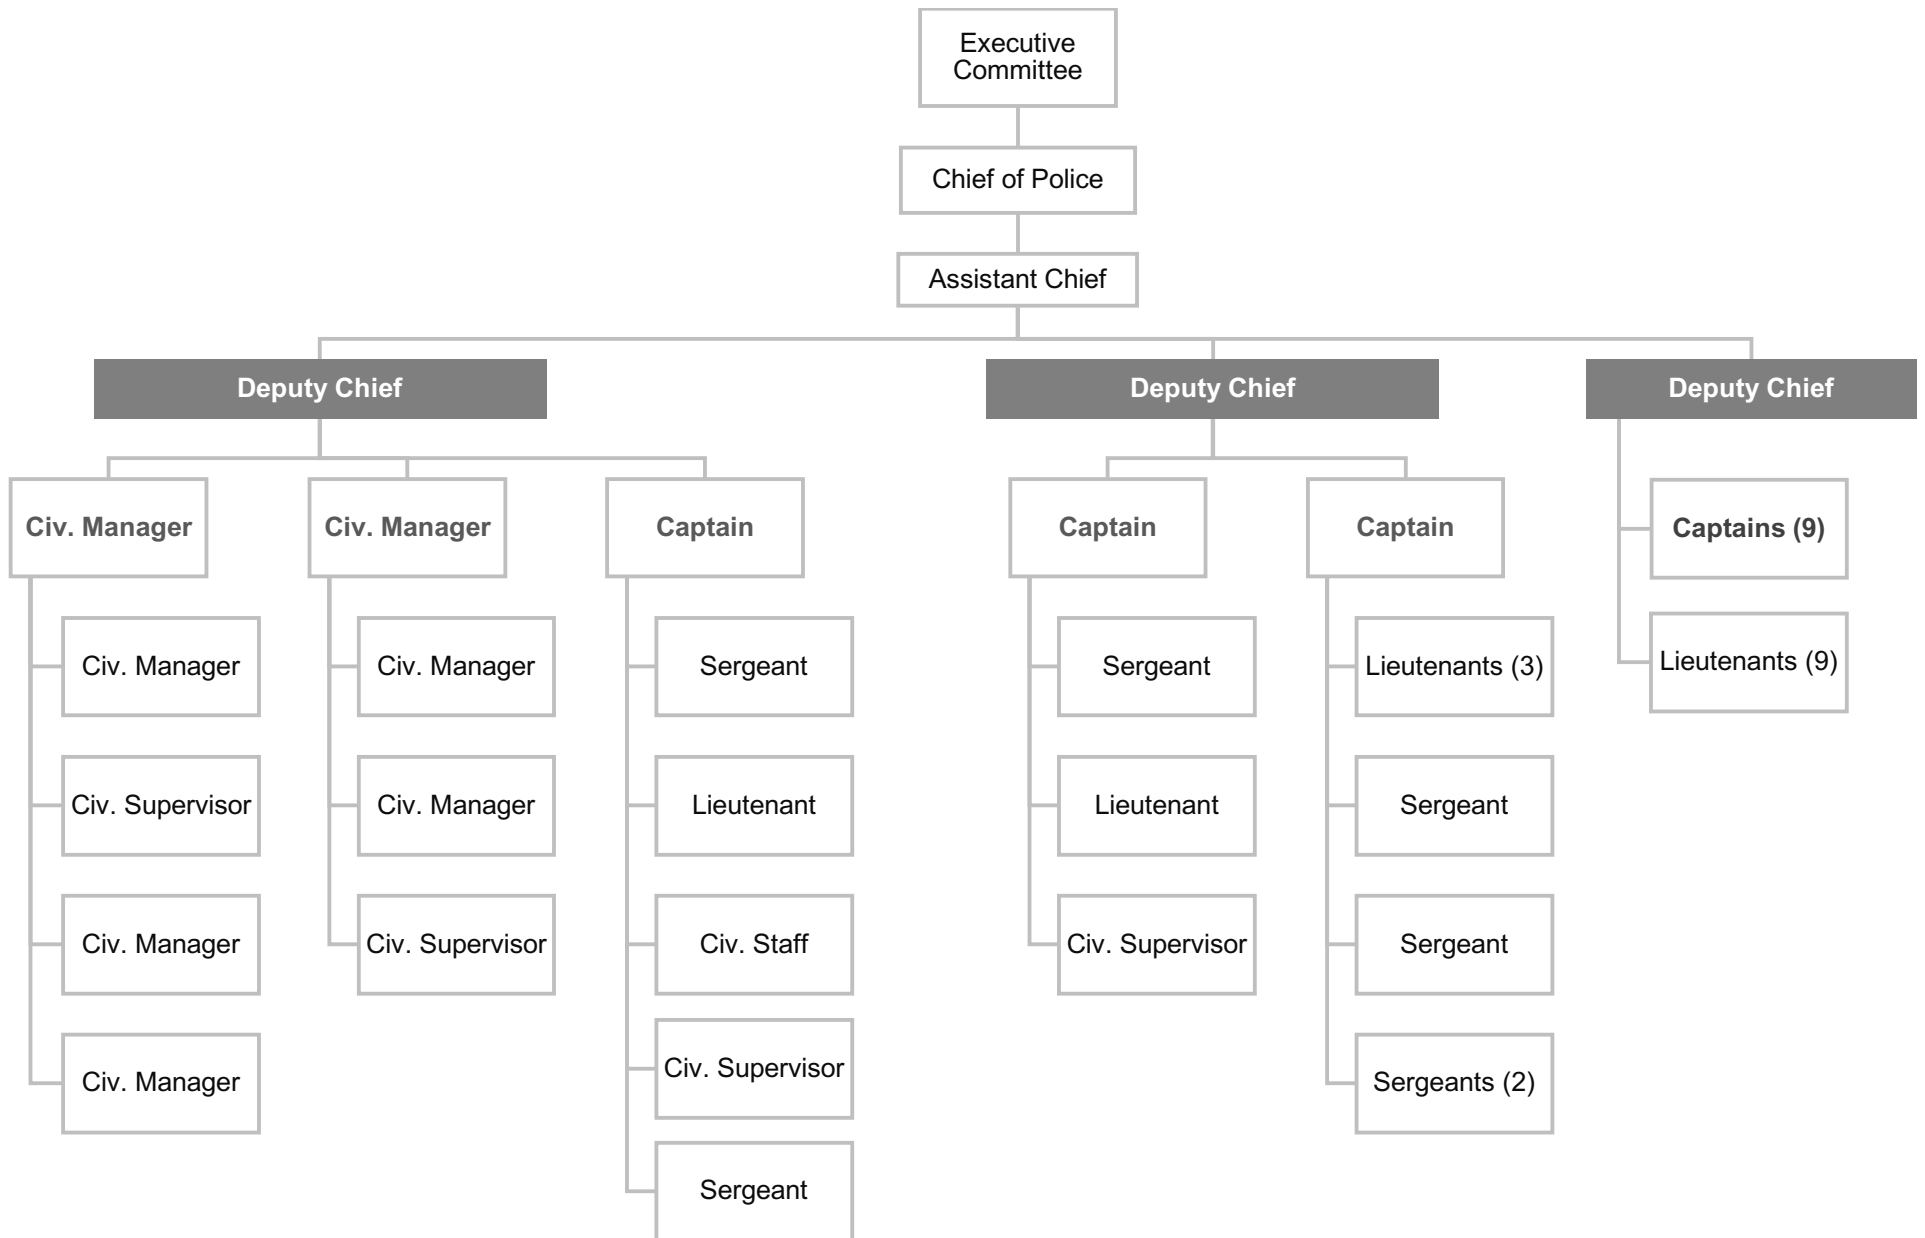 Executive
Committee
Chief of Police
Assistant Chief
Deputy Chief
Deputy Chief
Deputy Chief
Civ. Manager
Civ. Manager
Captain
Captain
Captain
Captains (9)
Civ. Manager
Civ. Manager
Sergeant
Sergeant
Lieutenants (3)
Lieutenants (9)
Civ. Supervisor
Civ. Manager
Lieutenant
Lieutenant
Sergeant
Civ. Manager
Civ. Supervisor
Civ. Staff
Civ. Supervisor
Sergeant
Civ. Manager
Civ. Supervisor
Sergeants (2)
Sergeant